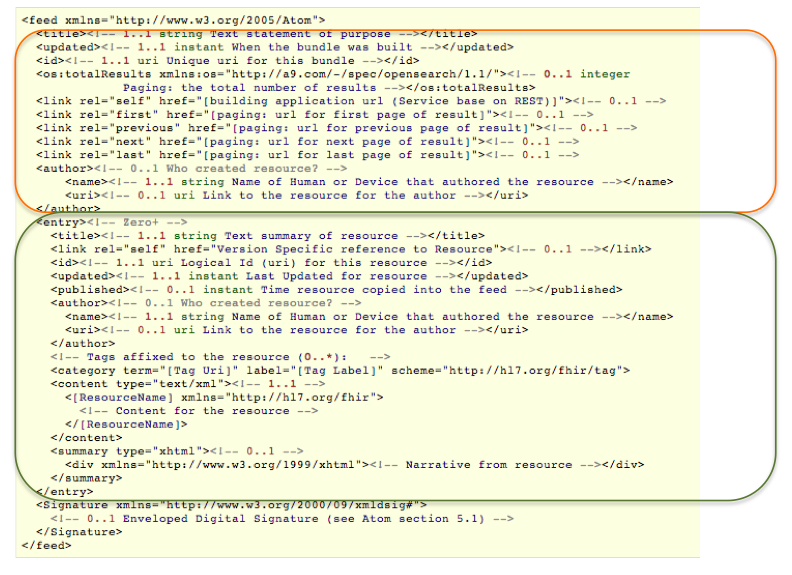 <feed xmlns="http://www.w3.org/2005/Atom">
<title><!-- 1..1 string Text statement of purpose --></title>
<updated><!-- 1..1 instant When the bundle was built --></updated>
<id><!-- 1..1 uri Unique uri for this bundle --></id>
<os:totalResults xmlns:os="http://a9.com/-/spec/opensearch/1.1/"><!-- 0..1 integer
Paging: the total number of results --></os:totalResults>
<link rel="self" href="[building application url (Service base on REST)]"><!-- 0..1 -->
<link rel="first" href="[paging: url for first page of result]"><!-- 0..1 -->
<link rel="previous" href="[paging: url for previous page of result]"><!-- 0..1 -->
<link rel="next" href="[paging: url for next page of result]"><!-- 0..1 -->
<link rel="last" href="[paging: url for last page of result]"><!-- 0..1 -->
<author><!-- 0..1 Who created resource? -->
<name><!-- 1..1 string Name of Human or Device that authored the resource --></name>
<uri><!-- 0..1 uri Link to the resource for the author --></uri>
</author>
<entry><!-- Zero+ -->
<title><!-- 1..1 string Text summary of resource --></title>
<link rel="self" href="Version Specific reference to Resource"><!-- 0..1 --></link>
<id><!-- 1..1 uri Logical Id (uri) for this resource --></id>
<updated><!-- 1..1 instant Last Updated for resource --></updated>
<published><!-- 0..1 instant Time resource copied into the feed --></published>
<author><!-- 0..1 Who created resource? -->
<name><!-- 1..1 string Name of Human or Device that authored the resource --></name>
<uri><!-- 0..1 uri Link to the resource for the author --></uri>
</author>
<!-- Tags affixed to the resource (0..*): -->
<category term="[Tag Uri]" label="[Tag Label]" scheme="http://hl7.org/fhir/tag">
<content type="text/xml"><!-- 1..1 -->
<[ResourceName] xmlns="http://hl7.org/fhir">
<!-- Content for the resource -->
</[ResourceName]>
</content>
<summary type="xhtml"><!-- 0..1 -->
<div xmlns="http://www.w3.org/1999/xhtml"><!-- Narrative from resource --></div>
</summary>
</entry>
<Signature xmlns="http://www.w3.org/2000/09/xmldsig#">
<!-- 0..1 Enveloped Digital Signature (see Atom section 5.1) -->
</Signature>
</feed>